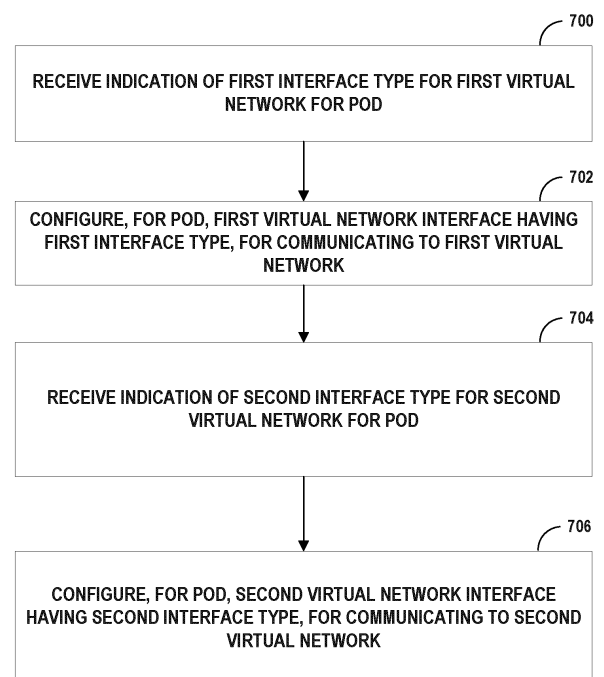 700
RECEIVE INDICATION OF FIRST INTERFACE TYPE FOR FIRST VIRTUAL
NETWORK FOR POD
702
CONFIGURE, FOR POD, FIRST VIRTUAL NETWORK INTERFACE HAVING
FIRST INTERFACE TYPE, FOR COMMUNICATING TO FIRST VIRTUAL
NETWORK
704
RECEIVE INDICATION OF SECOND INTERFACE TYPE FOR SECOND
VIRTUAL NETWORK FOR POD
706
CONFIGURE, FOR POD, SECOND VIRTUAL NETWORK INTERFACE
HAVING SECOND INTERFACE TYPE, FOR COMMUNICATING TO SECOND
VIRTUAL NETWORK